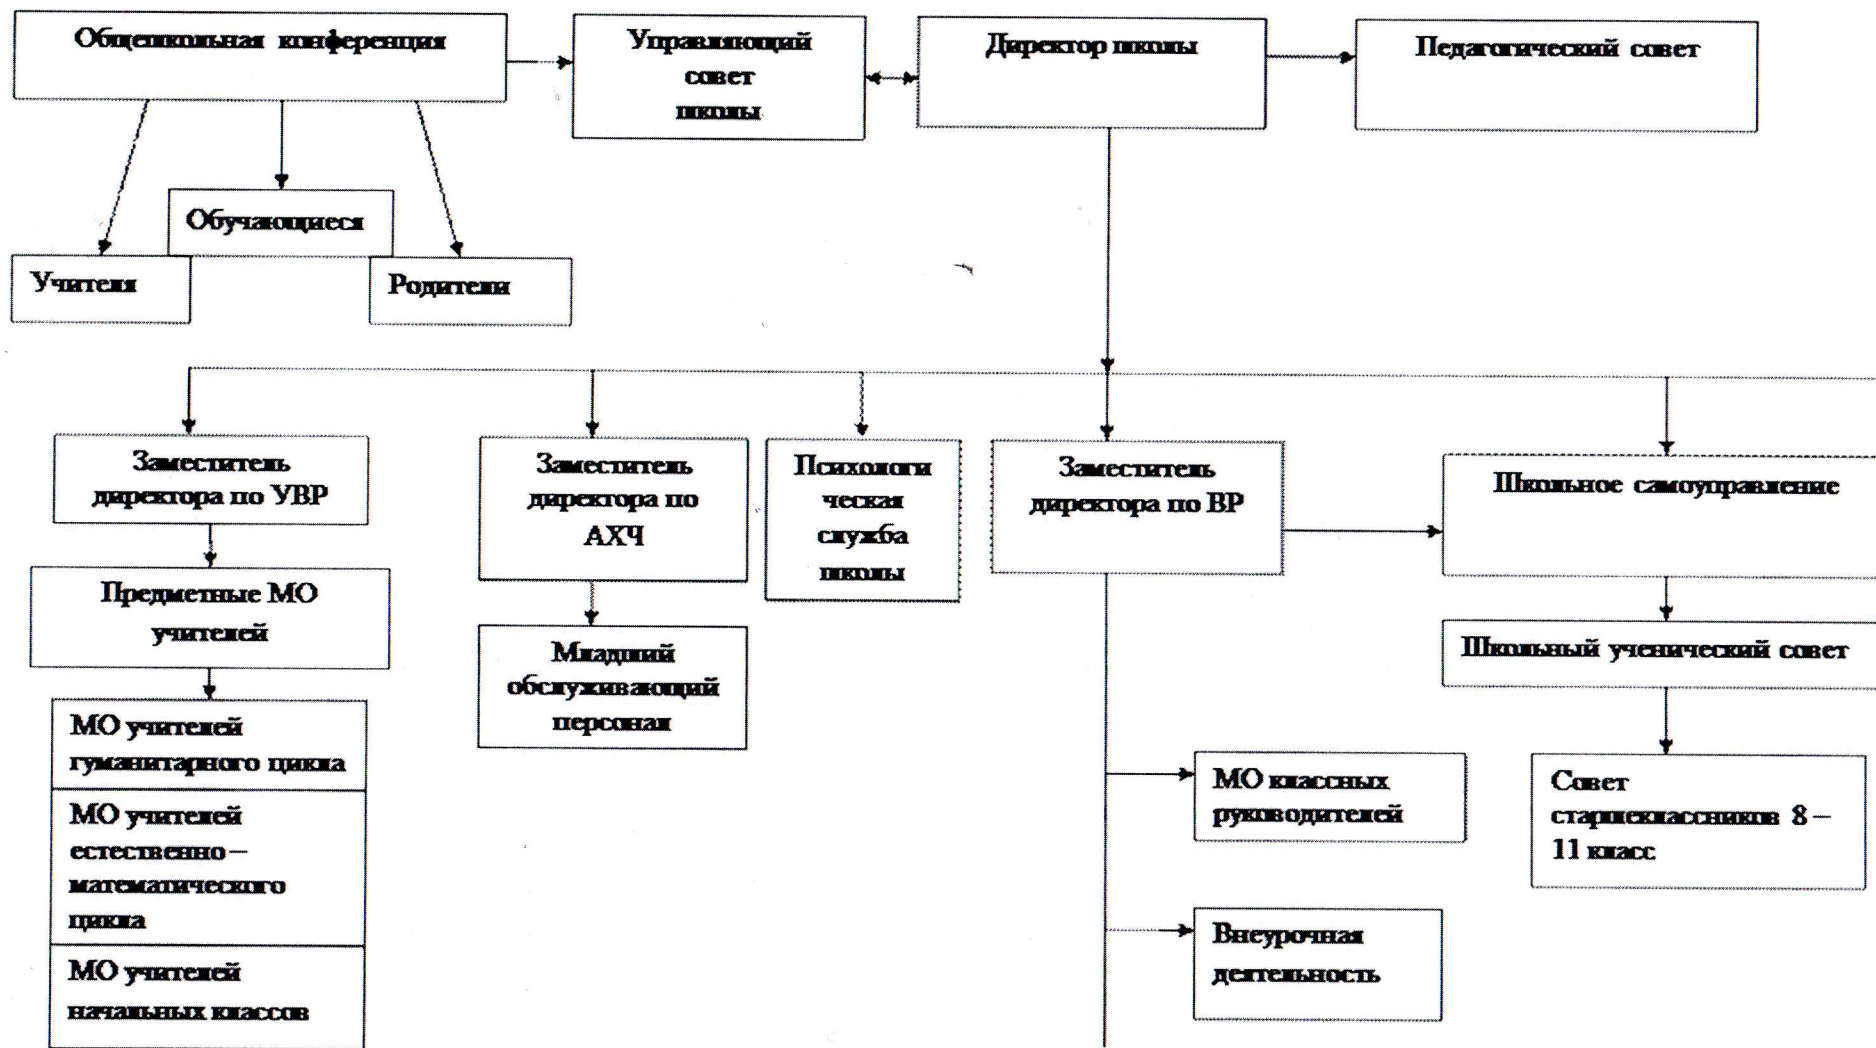 Общешкольная конференция
Управляющий
совет
школы
Директор школы
Педагогический совет
Обучающиеся
Учителя
Родители
Заместитель
директора по УВР
Заместитель
директора по
АХЧ
Психологи
ческая
служба
школы
Заместитель
директора по ВР
Школьное самоуправление
Предметные МО
учителей
Младший
обслуживающий
персонал
Школьный ученический совет
МО учителей
гуманитарного цикла
МО учителей
естественно–
математического
цикла
МО учителей
начальных классов
МО классных
руководителей
Совет
старшеклассников 8 –
11 класс
Внеурочная
деятельность